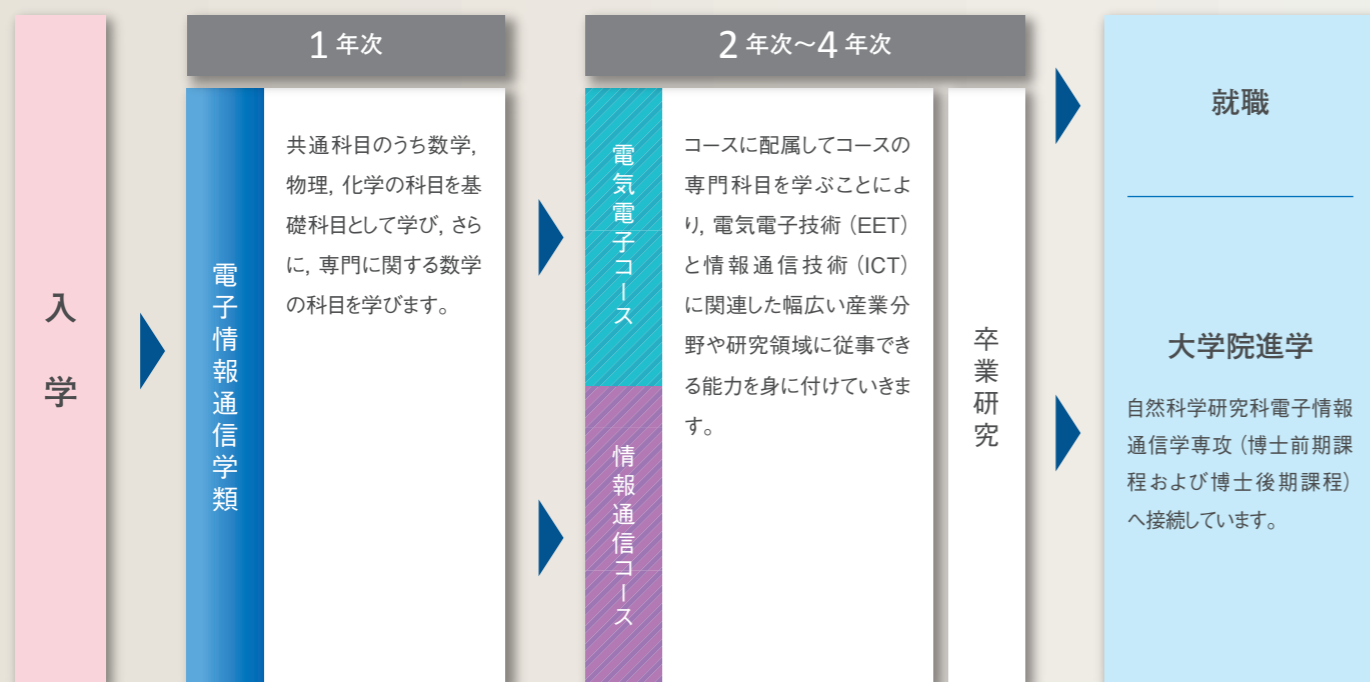 入学
1 年次
電子情報通信学類
共通科目のうち数学,
物理, 化学の科目を基
礎科目として学び, さら
に, 専門に関する数学
の科目を学びます。
2 年次～4 年次
電気電子コース
情報通信コース
コースに配属してコースの
専門科目を学ぶことによ
り, 電気電子技術 (EET)
と情報通信技術 (ICT)
に関連した幅広い産業分
野や研究領域に従事でき
る能力を身に付けていきま
す。
卒業研究
就職
大学院進学
自然科学研究科電子情報
通信学専攻 (博士前期課
程および博士後期課程)
へ接続しています。